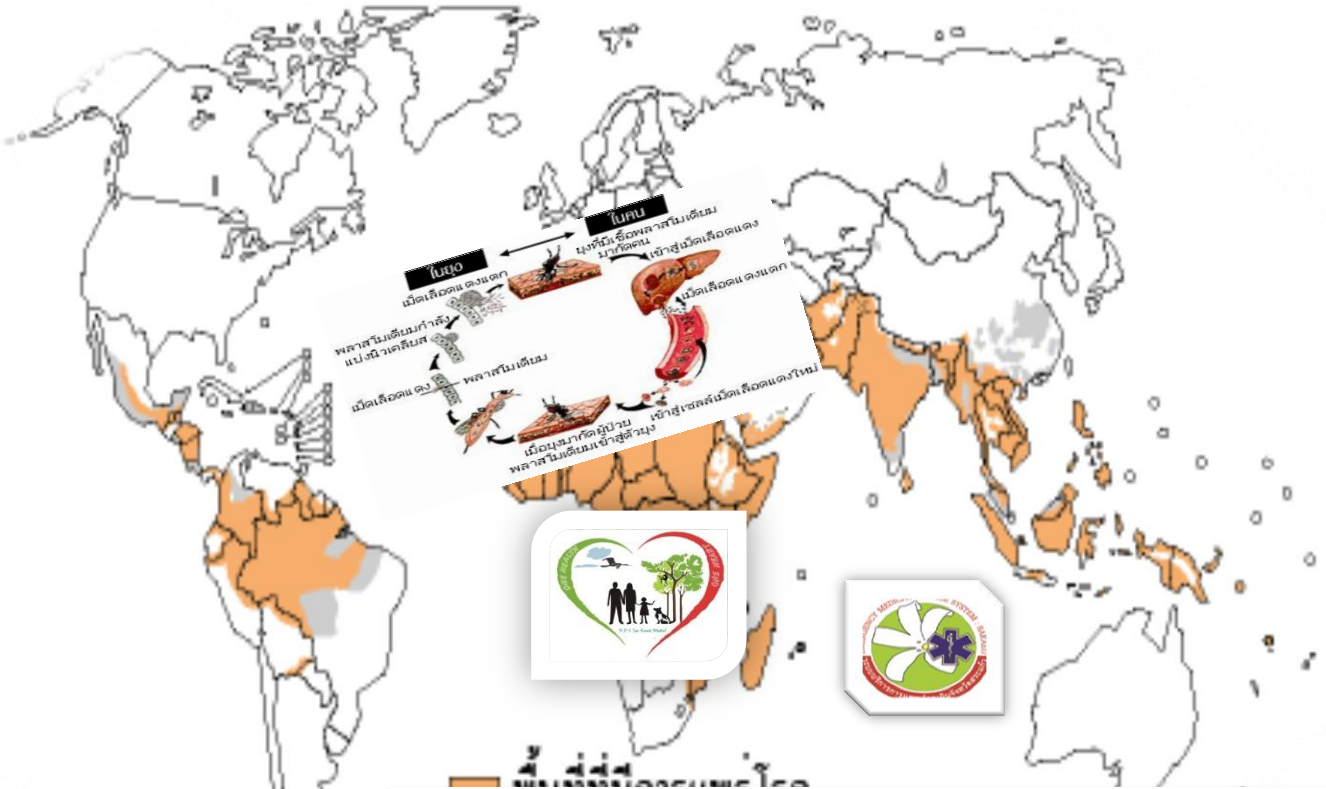 ในคน
ยุงที่มีเชื้อพลาสโมเดียม
มากัดคน
เข้าสู่เม็ดเลือดแดง
ในยุง
เม็ดเลือดแดงแตก
เม็ดเลือดแดงแตก
พลาสโมเดียมกำลัง
แบ่งนิวเคลียส
พลาสโมเดียม
เม็ดเลือดแดง
เข้าสู่เซลล์เม็ดเลือดแดงใหม่
เมื่อยุงมากัดผู้ป่วย
พลาสโมเดียมเข้าสู่ตัวยุง
ONE HEALTH
ONE HEART
SYSTEM